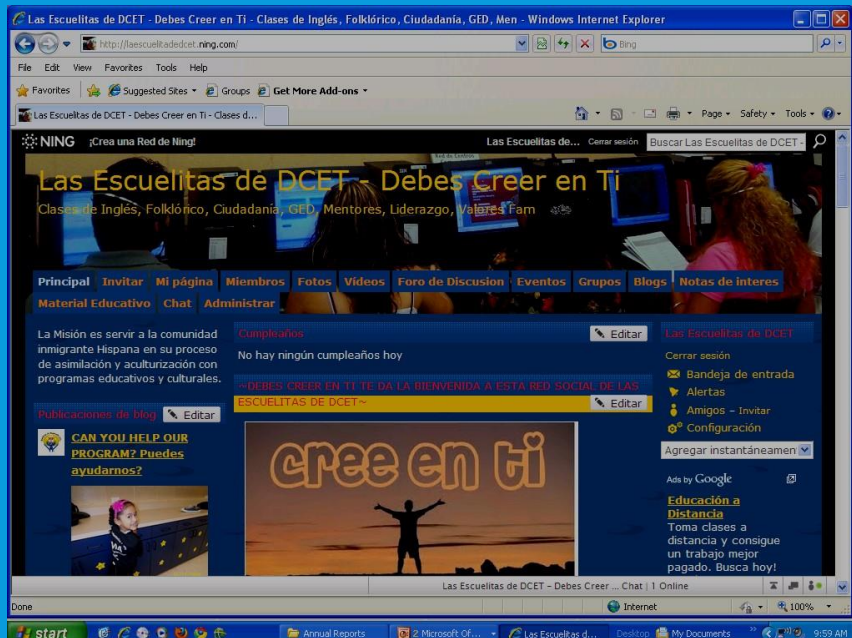 Las Escuelitas de DCET - Debes Creer en Ti - Clases de Inglés, Folklórico, Ciudadanía, GED, Men - Windows Internet Explorer
http://laescuelitadedcet.ning.com/
Bing
File Edit View Favorites Tools Help
Favorites Suggested Sites Groups Get More Add-ons
Las Escuelitas de DCET - Debes Creer en Ti - Clases d...
Page Safety Tools
NING ¡Crea una Red de Ning! Las Escuelitas de... Cerrar sesión Buscar Las Escuelitas de DCET -
Las Escuelitas de DCET - Debes Creer en Ti
Clases de Inglés, Folklórico, Ciudadanía, GED, Mentores, Liderazgo, Valores Fam
Principal Invitar Mi página Miembros Fotos Vídeos Foro de Discusion Eventos Grupos Blogs Notas de interes
Material Educativo Chat Administrar
La Misión es servir a la comunidad
inmigrante Hispana en su proceso
de asimilación y aculturización con
programas educativos y culturales.
Publicaciones de blog Editar
CAN YOU HELP OUR
PROGRAM? Puedes
ayudarnos?
Cumpleaños Editar
No hay ningún cumpleaños hoy
~DEBES CREER EN TI TE DA LA BIENVENIDA A ESTA RED SOCIAL DE LAS
ESCUELITAS DE DCET~ Editar
cree en ti
Las Escuelitas de DCET
Cerrar sesión
Bandeja de entrada
Alertas
Amigos – Invitar
Configuración
Agregar instantáneamen
Ads by Google
Educación a
Distancia
Toma clases a
distancia y consigue
un trabajo mejor
pagado. Busca hoy!
Las Escuelitas de DCET – Debes Creer ... Chat | 1 Online
Done Internet 100%
start Annual Reports 2 Microsoft Of... Las Escuelitas d... Desktop My Documents 9:59 AM